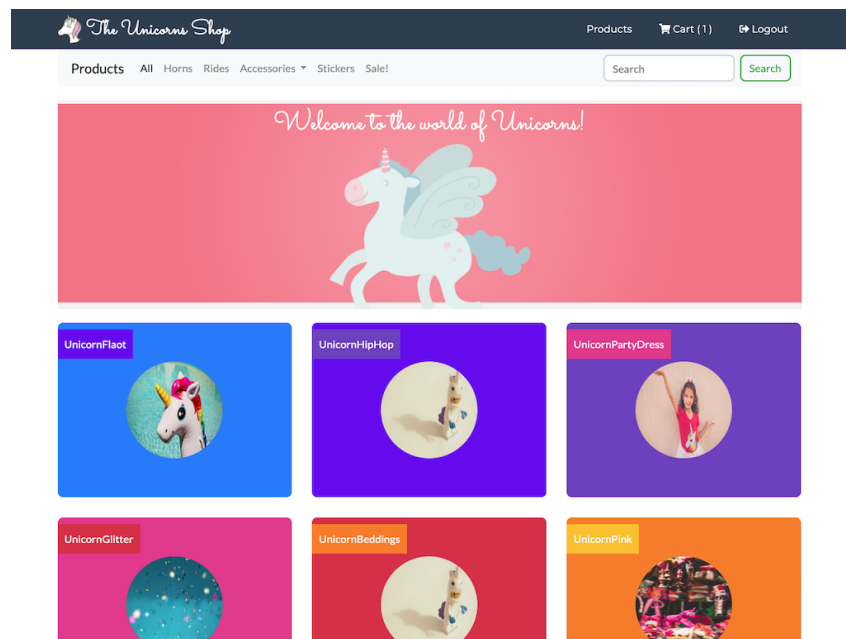 The Unicorns Shop
Products Cart ( 1 ) Logout
Products All Horns Rides Accessories Stickers Sale! Search Search
Welcome to the world of Unicorns!
UnicornFlaot UnicornHipHop UnicornPartyDress
UnicornGlitter UnicornBeddings UnicornPink